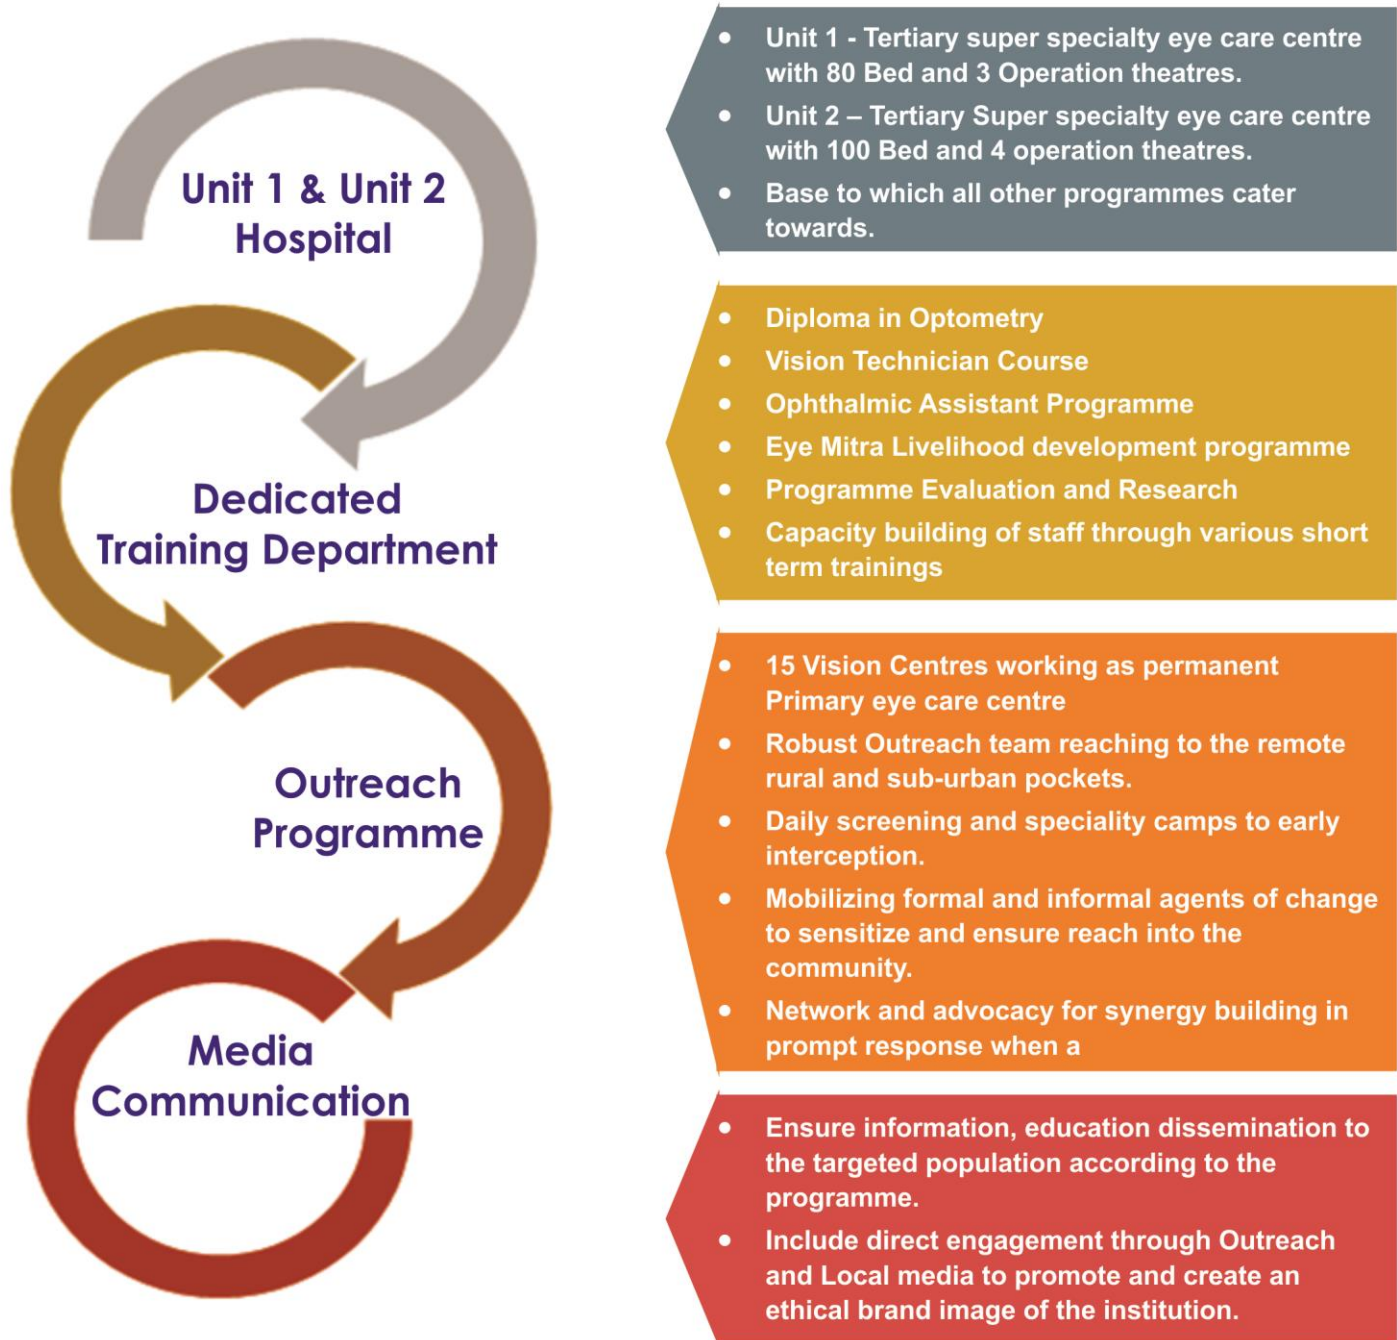 Unit 1 & Unit 2
Hospital
• Unit 1 - Tertiary super specialty eye care centre
with 80 Bed and 3 Operation theatres.
• Unit 2 – Tertiary Super specialty eye care centre
with 100 Bed and 4 operation theatres.
• Base to which all other programmes cater
towards.
Dedicated
Training Department
• Diploma in Optometry
• Vision Technician Course
• Ophthalmic Assistant Programme
• Eye Mitra Livelihood development programme
• Programme Evaluation and Research
• Capacity building of staff through various short
term trainings
Outreach
Programme
• 15 Vision Centres working as permanent
Primary eye care centre
• Robust Outreach team reaching to the remote
rural and sub-urban pockets.
• Daily screening and speciality camps to early
interception.
• Mobilizing formal and informal agents of change
to sensitize and ensure reach into the
community.
• Network and advocacy for synergy building in
prompt response when a
Media
Communication
• Ensure information, education dissemination to
the targeted population according to the
programme.
• Include direct engagement through Outreach
and Local media to promote and create an
ethical brand image of the institution.